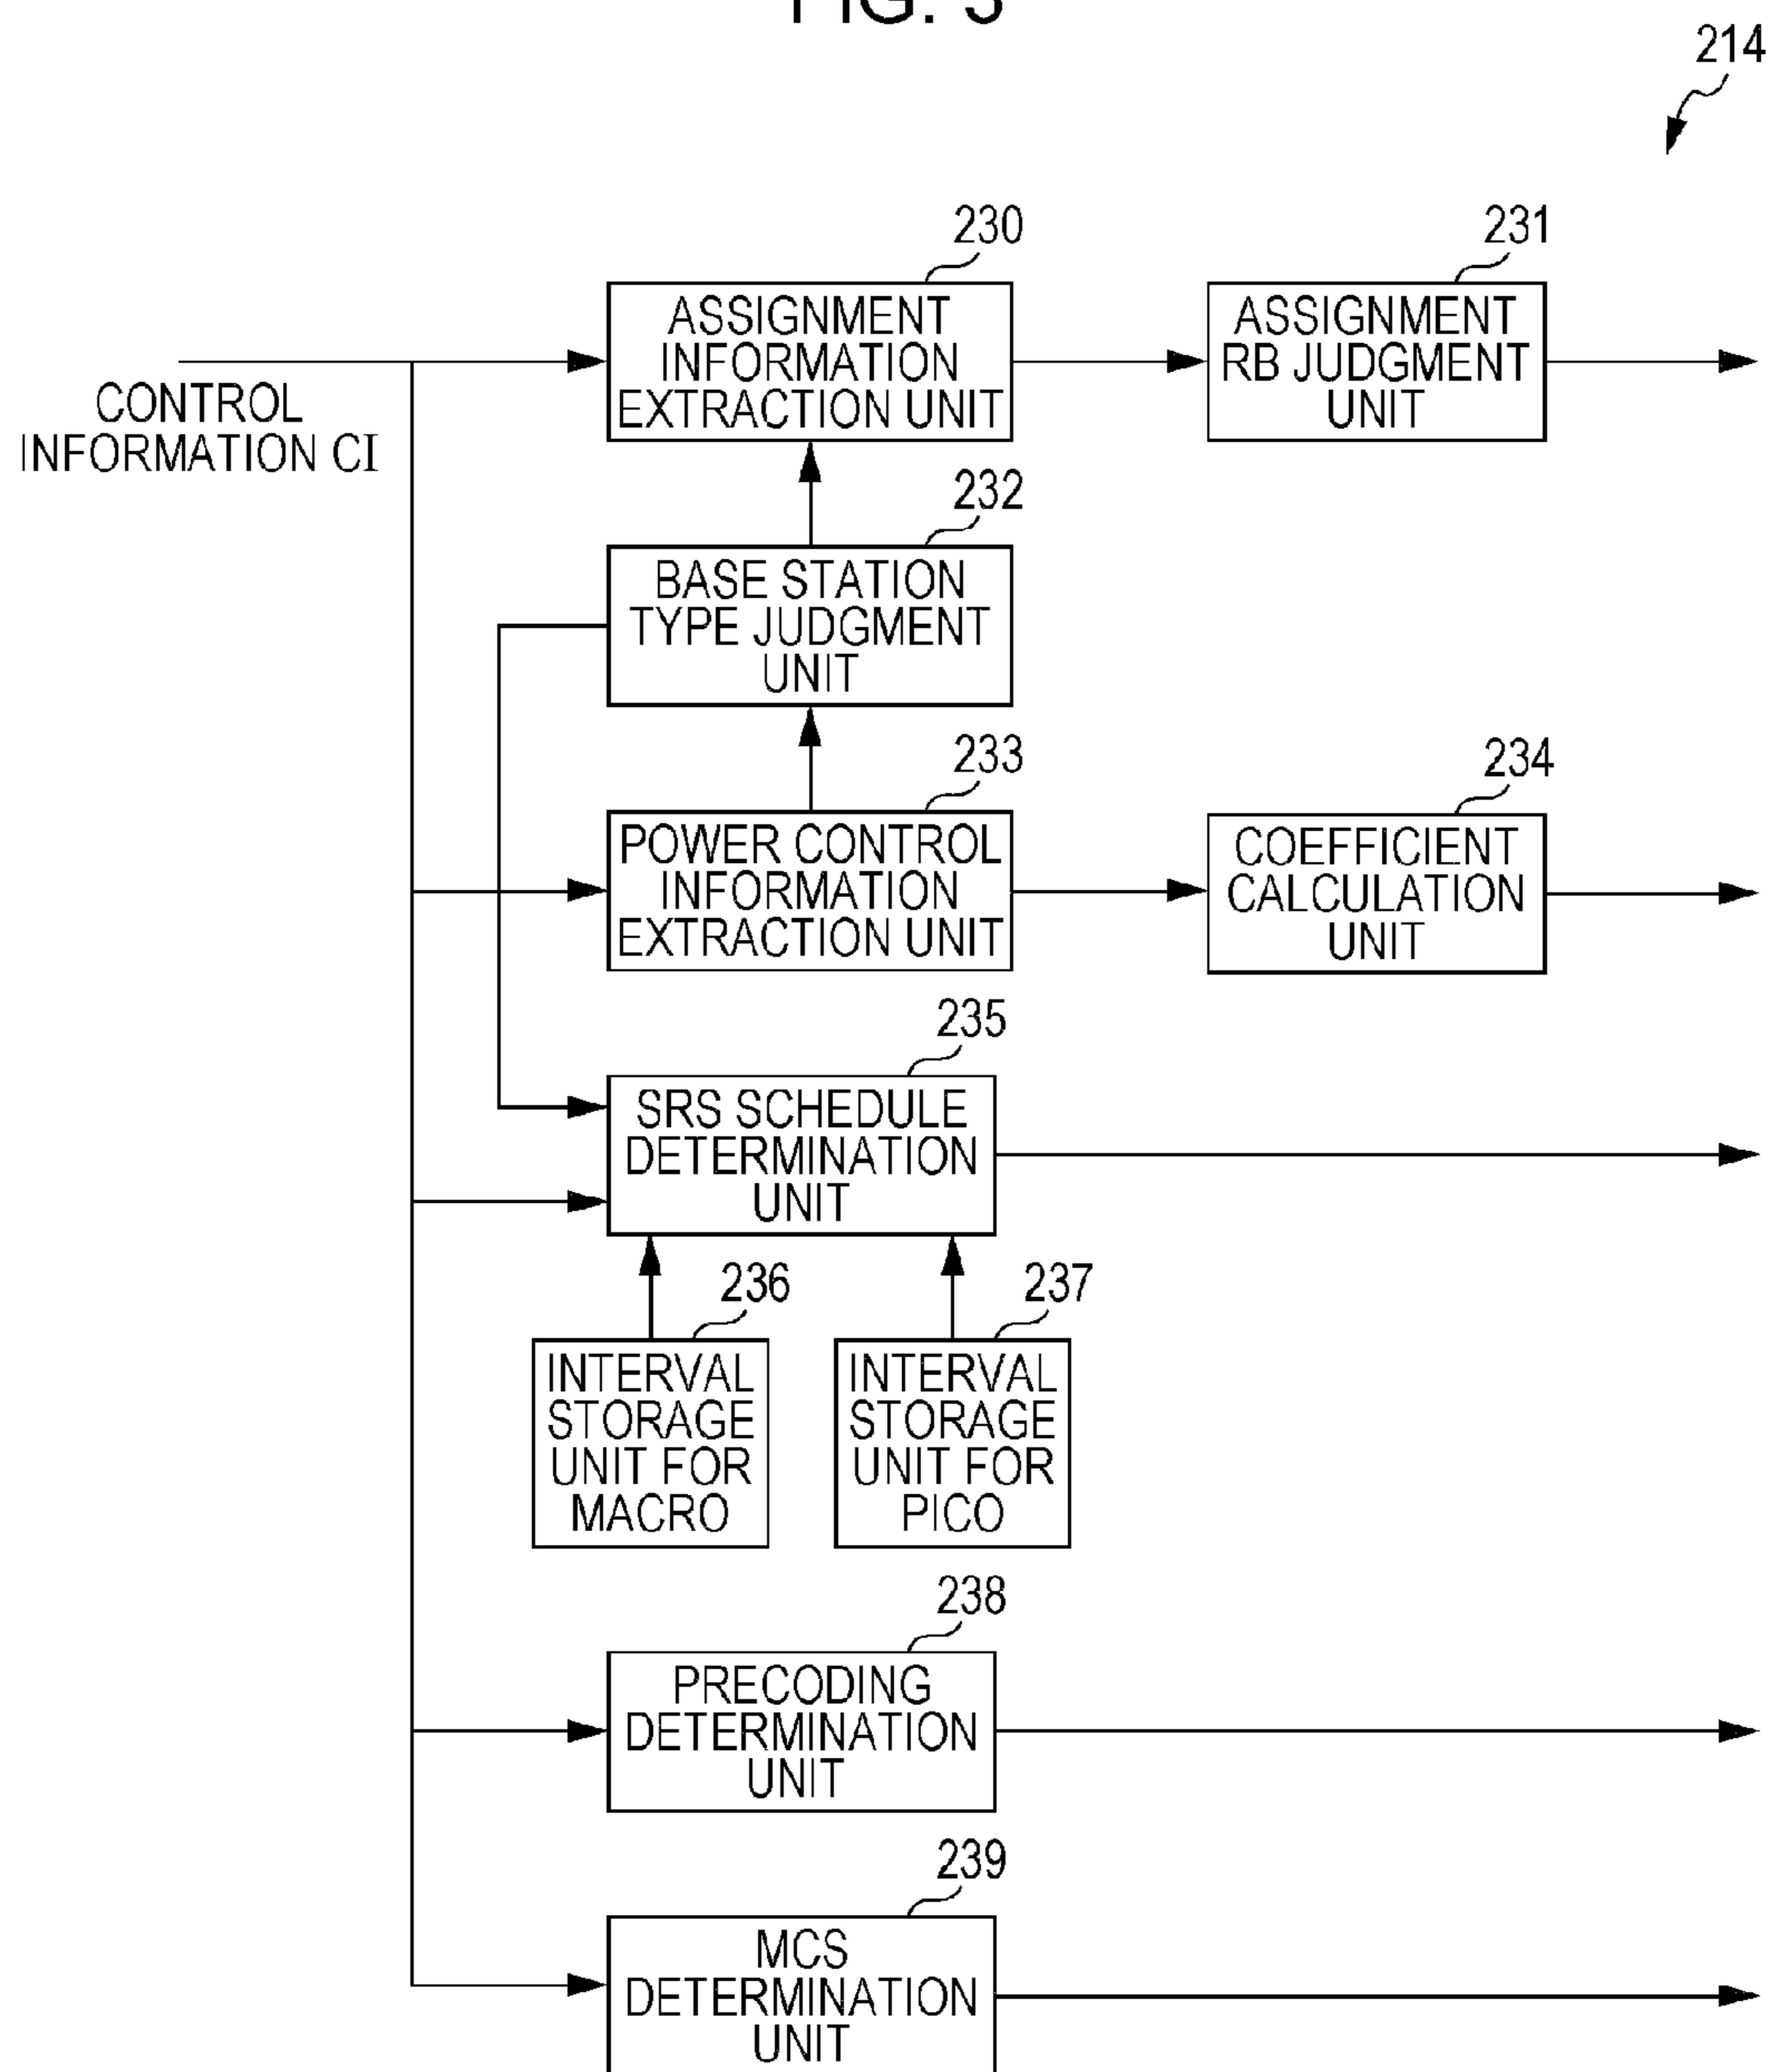 FIG.
214
230
231
ASSIGNMENT
INFORMATION
EXTRACTION UNIT
ASSIGNMENT
RB JUDGMENT
UNIT
CONTROL
INFORMATION CI
232
BASE STATION
TYPE JUDGMENT
UNIT
233
234
POWER CONTROL
INFORMATION
EXTRACTION UNIT
COEFFICIENT
CALCULATION
UNIT
235
SRS SCHEDULE
DETERMINATION
UNIT
236
237
INTERVAL
STORAGE
UNIT FOR
MACRO
INTERVAL
STORAGE
UNIT FOR
PICO
238
PRECODING
DETERMINATION
UNIT
239
MCS
DETERMINATION
UNIT